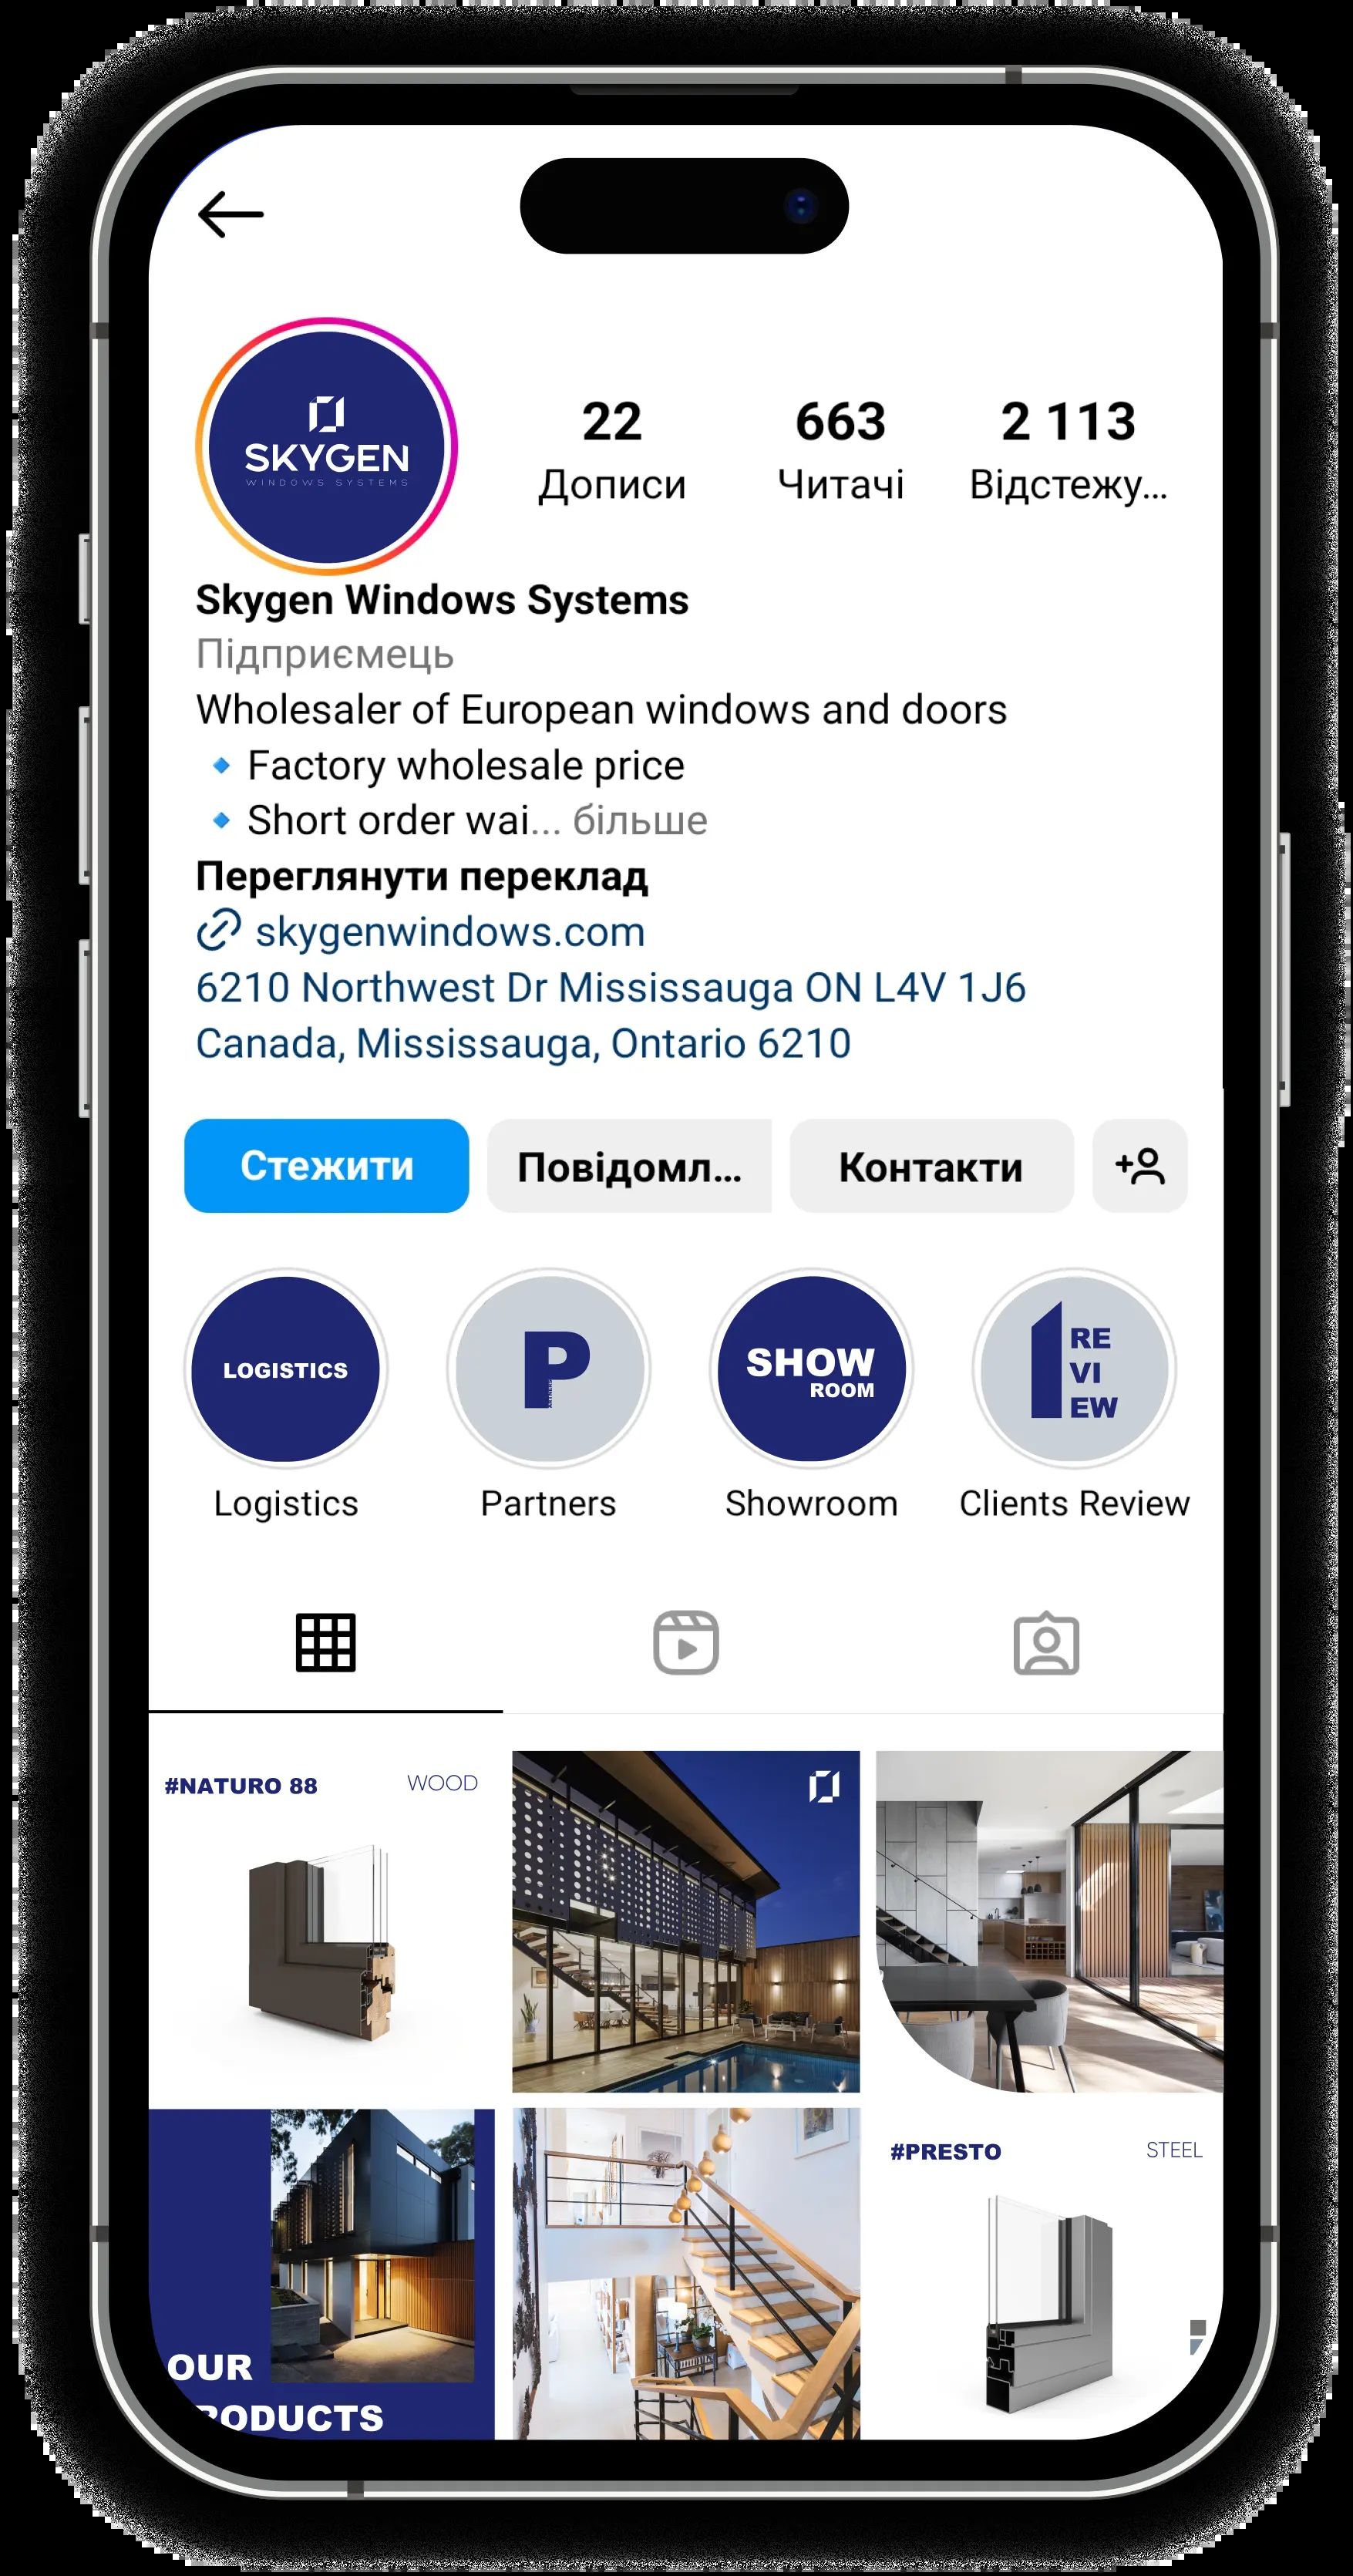 SKYGEN
WINDOWS SYSTEMS
22
Дописи
663
Читачі
2 113
Відстежу...
Skygen Windows Systems
Підприємець
Wholesaler of European windows and doors
🔹 Factory wholesale price
🔹 Short order wai... більше
Переглянути переклад
skygenwindows.com
6210 Northwest Dr Mississauga ON L4V 1J6
Canada, Mississauga, Ontario 6210
Стежити
Повідомл...
Контакти
LOGISTICS
P
SHOW
ROOM
RE
VI
EW
Logistics
Partners
Showroom
Clients Review
#NATURO 88
WOOD
#PRESTO
STEEL
OUR
RODUCTS